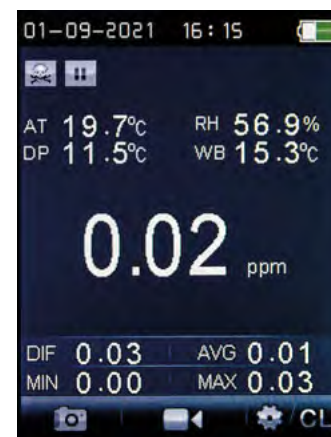 01-09-2021 16:15
AT 19.7°C RH 56.9%
DP 11.5°C WB 15.3°C
0.02 ppm
DIF 0.03 AVG 0.01
MIN 0.00 MAX 0.03
/ CL